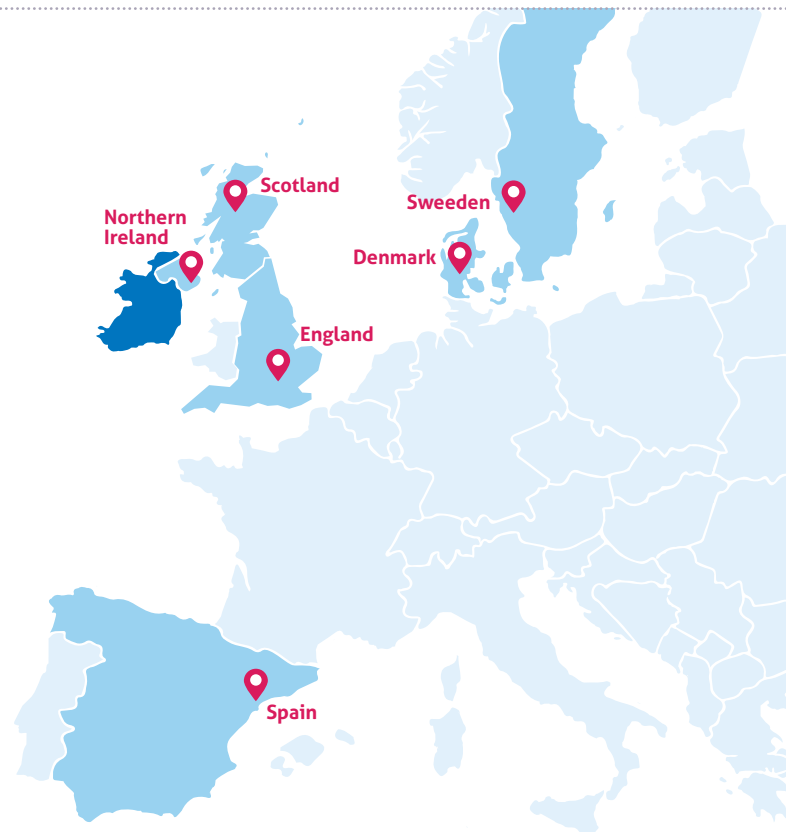 Scotland
Northern
Ireland
Sweeden
Denmark
England
Spain